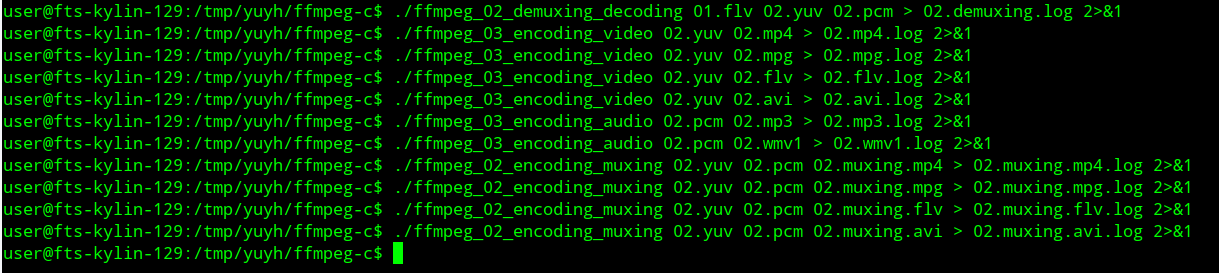 user@fts-kylin-129:/tmp/yuyh/ffmpeg-c$ ./ffmpeg_02_demuxing_decoding 01.flv 02.yuv 02.pcm > 02.demuxing.log 2>&1
user@fts-kylin-129:/tmp/yuyh/ffmpeg-c$ ./ffmpeg_03_encoding_video 02.yuv 02.mp4 > 02.mp4.log 2>&1
user@fts-kylin-129:/tmp/yuyh/ffmpeg-c$ ./ffmpeg_03_encoding_video 02.yuv 02.mpg > 02.mpg.log 2>&1
user@fts-kylin-129:/tmp/yuyh/ffmpeg-c$ ./ffmpeg_03_encoding_video 02.yuv 02.flv > 02.flv.log 2>&1
user@fts-kylin-129:/tmp/yuyh/ffmpeg-c$ ./ffmpeg_03_encoding_video 02.yuv 02.avi > 02.avi.log 2>&1
user@fts-kylin-129:/tmp/yuyh/ffmpeg-c$ ./ffmpeg_03_encoding_audio 02.pcm 02.mp3 > 02.mp3.log 2>&1
user@fts-kylin-129:/tmp/yuyh/ffmpeg-c$ ./ffmpeg_03_encoding_audio 02.pcm 02.wmv1 > 02.wmv1.log 2>&1
user@fts-kylin-129:/tmp/yuyh/ffmpeg-c$ ./ffmpeg_02_encoding_muxing 02.yuv 02.pcm 02.muxing.mp4 > 02.muxing.mp4.log 2>&1
user@fts-kylin-129:/tmp/yuyh/ffmpeg-c$ ./ffmpeg_02_encoding_muxing 02.yuv 02.pcm 02.muxing.mpg > 02.muxing.mpg.log 2>&1
user@fts-kylin-129:/tmp/yuyh/ffmpeg-c$ ./ffmpeg_02_encoding_muxing 02.yuv 02.pcm 02.muxing.flv > 02.muxing.flv.log 2>&1
user@fts-kylin-129:/tmp/yuyh/ffmpeg-c$ ./ffmpeg_02_encoding_muxing 02.yuv 02.pcm 02.muxing.avi > 02.muxing.avi.log 2>&1
user@fts-kylin-129:/tmp/yuyh/ffmpeg-c$